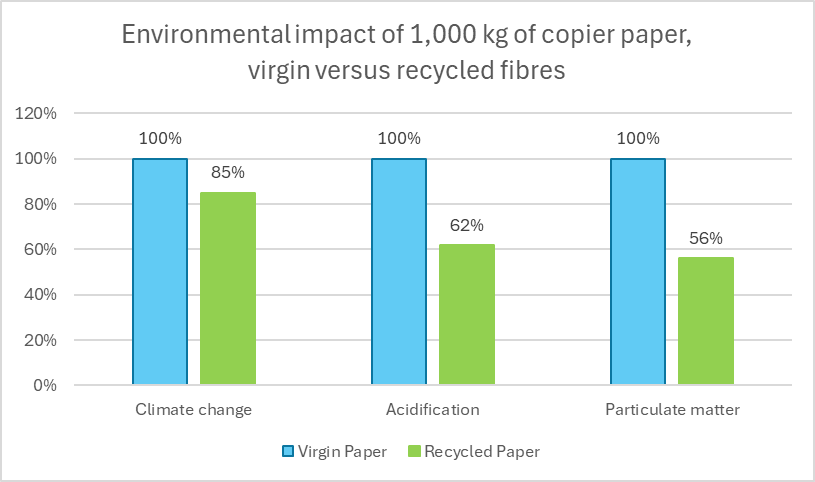 Environmental impact of 1,000 kg of copier paper,
virgin versus recycled fibres
120%
100%
80%
60%
40%
20%
0%
100%
85%
100%
62%
100%
56%
Climate change
Acidification
Particulate matter
Virgin Paper
Recycled Paper